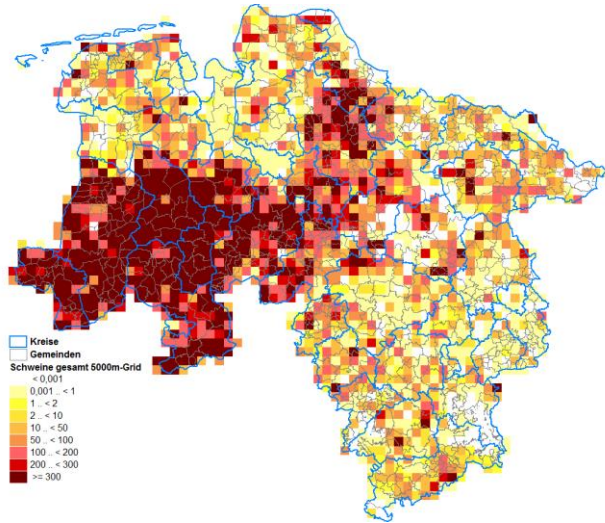 Kreise
Gemeinden
Schweine gesamt 5000m-Grid
< 0,001
0,001 .. < 1
1 .. < 2
2 .. < 10
10 .. < 50
50 .. < 100
100 .. < 200
200 .. < 300
>= 300